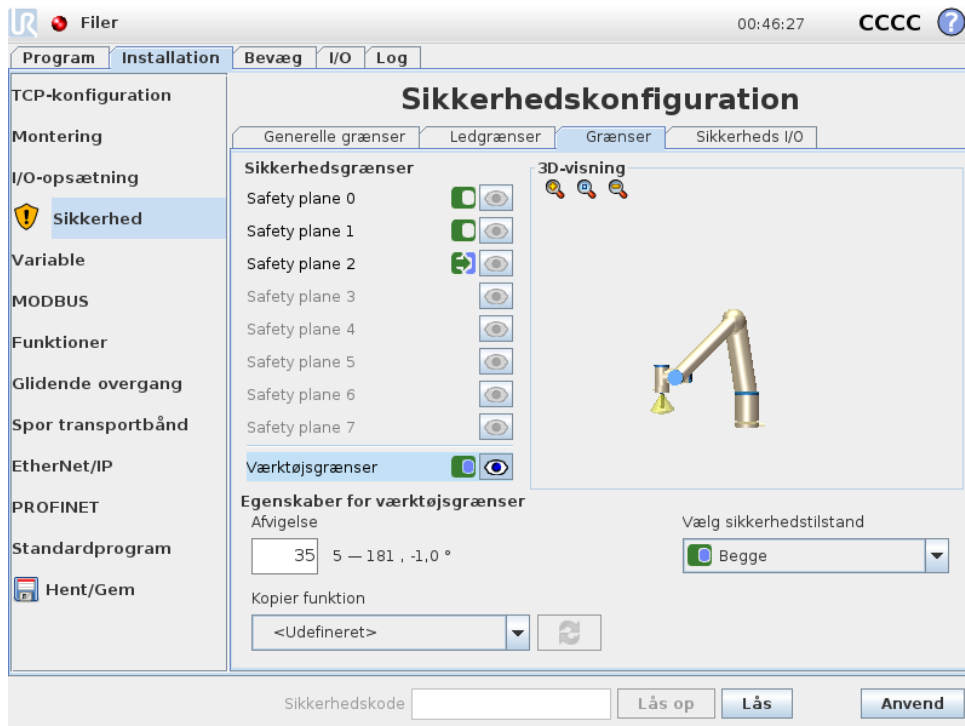 UR Filer 00:46:27 CCCC ?
Program Installation Bevæg I/O Log
TCP-konfiguration
Montering
I/O-opsætning
Sikkerhed
Variable
MODBUS
Funktioner
Glidende overgang
Spor transportbånd
EtherNet/IP
PROFINET
Standardprogram
Hent/Gem
Sikkerhedskonfiguration
Generelle grænser Ledgrænser Grænser Sikkerheds I/O
Sikkerhedsgrænser
Safety plane 0
Safety plane 1
Safety plane 2
Safety plane 3
Safety plane 4
Safety plane 5
Safety plane 6
Safety plane 7
Værktøjsgrænser
3D-visning
Egenskaber for værktøjsgrænser
Afvigelse
35 5 — 181 , -1,0 °
Vælg sikkerhedstilstand
Begge
Kopier funktion
<Udefineret>
Sikkerhedskode Lås op Lås Anvend